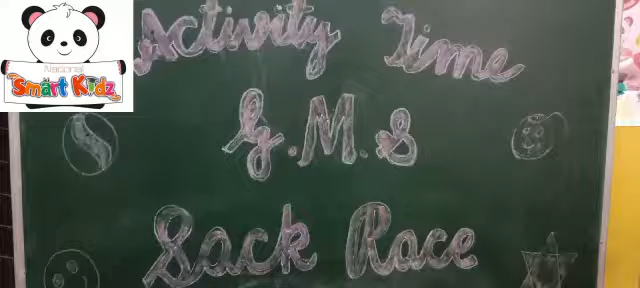 Activity Time
National
Smart Kidz
G.M.S
Sack Race